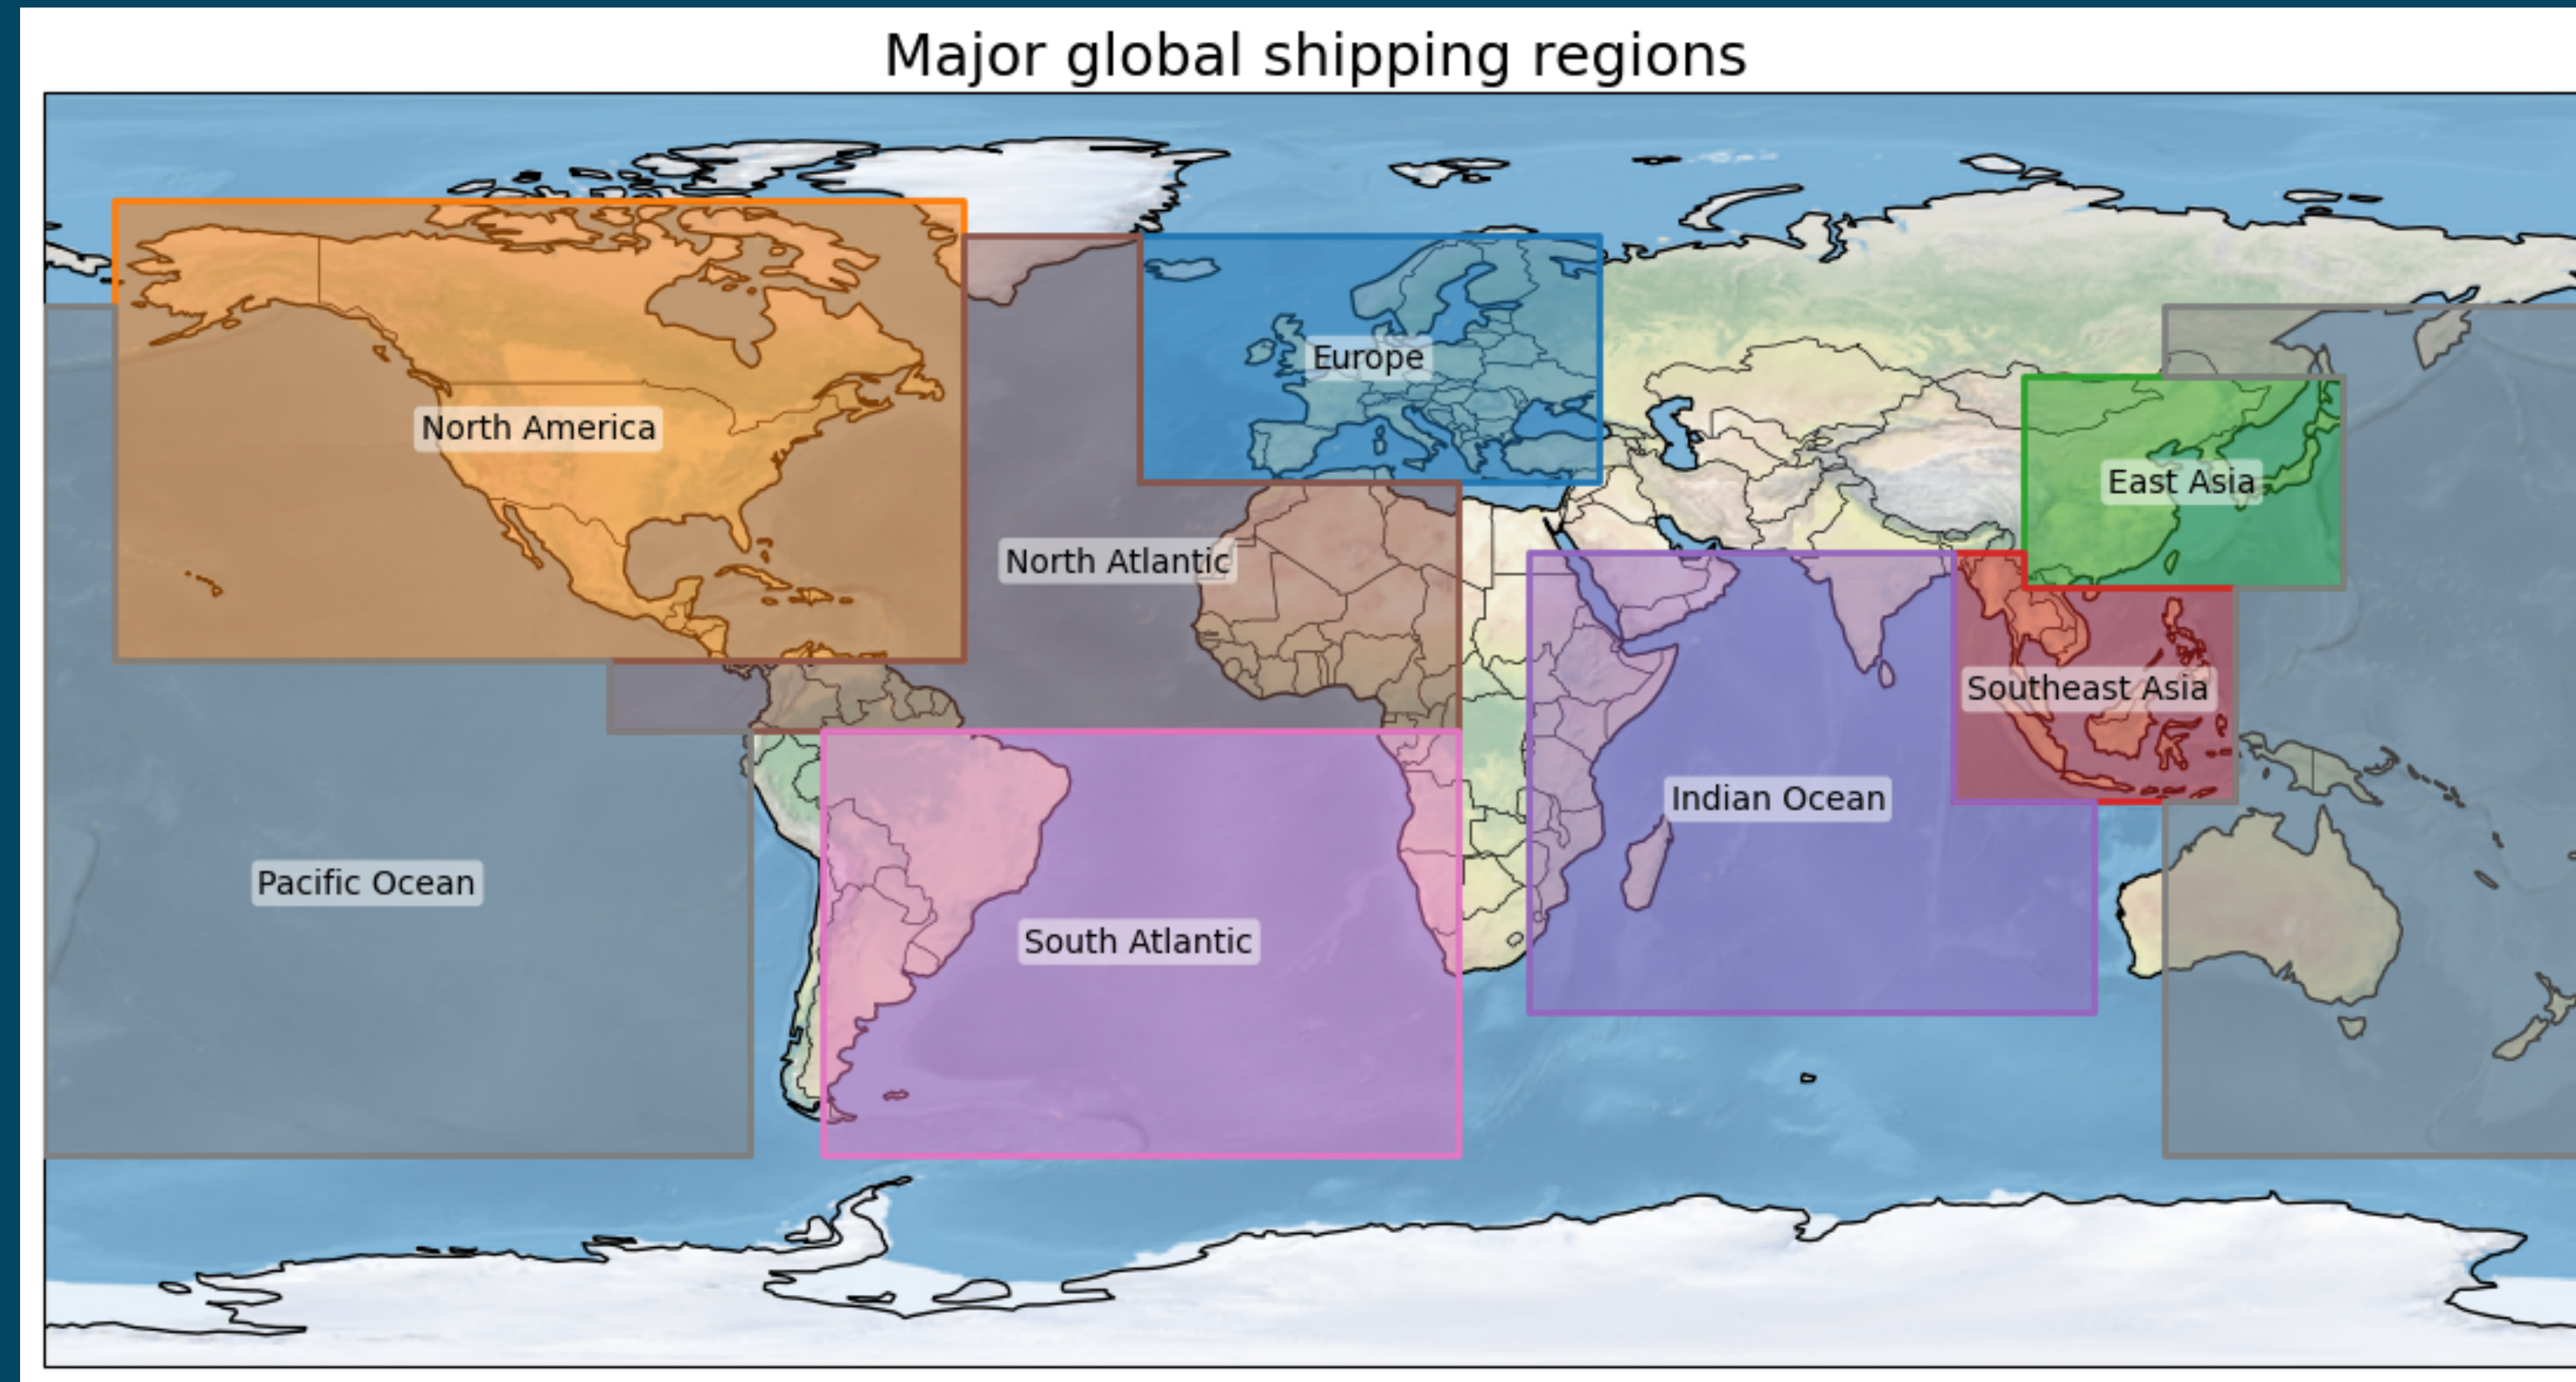 Major global shipping regions
Europe
North America
East Asia
North Atlantic
Southeast Asia
Indian Ocean
Pacific Ocean
South Atlantic